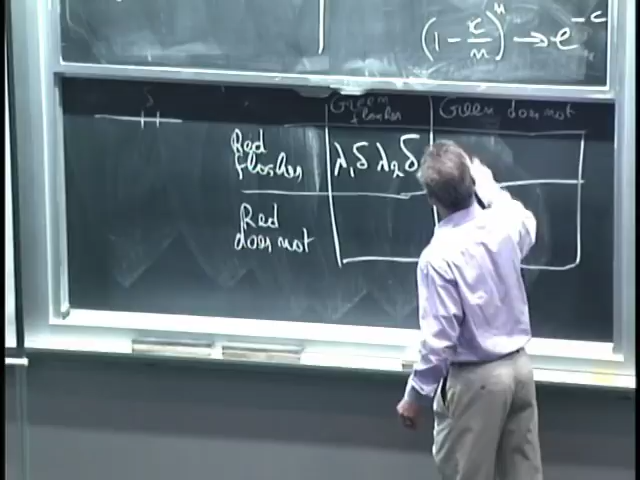 (1 - c/n)^n → e^-c
δ
Green flashes
Green does not
Red flashes
λ₁δ λ₂δ
Red does not